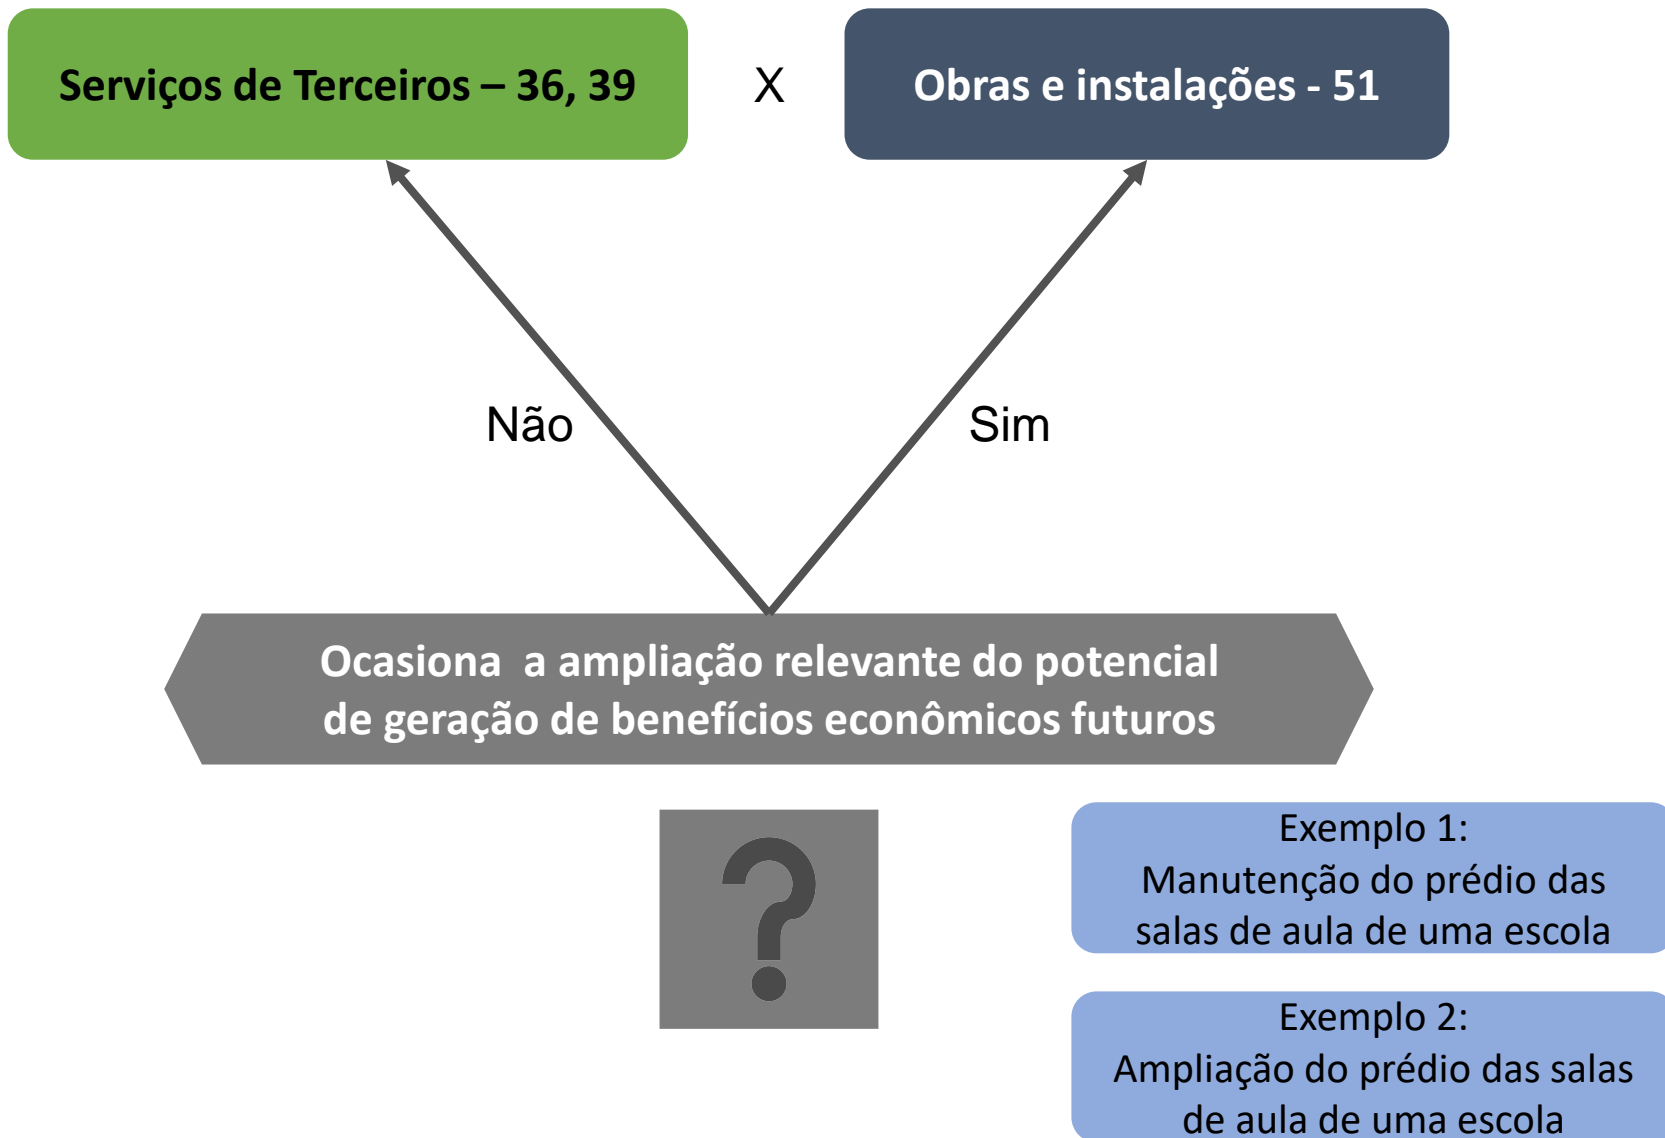 Serviços de Terceiros – 36, 39
X
Obras e instalações - 51
Não
Sim
Ocasiona a ampliação relevante do potencial
de geração de benefícios econômicos futuros
?
Exemplo 1:
Manutenção do prédio das
salas de aula de uma escola
Exemplo 2:
Ampliação do prédio das salas
de aula de uma escola